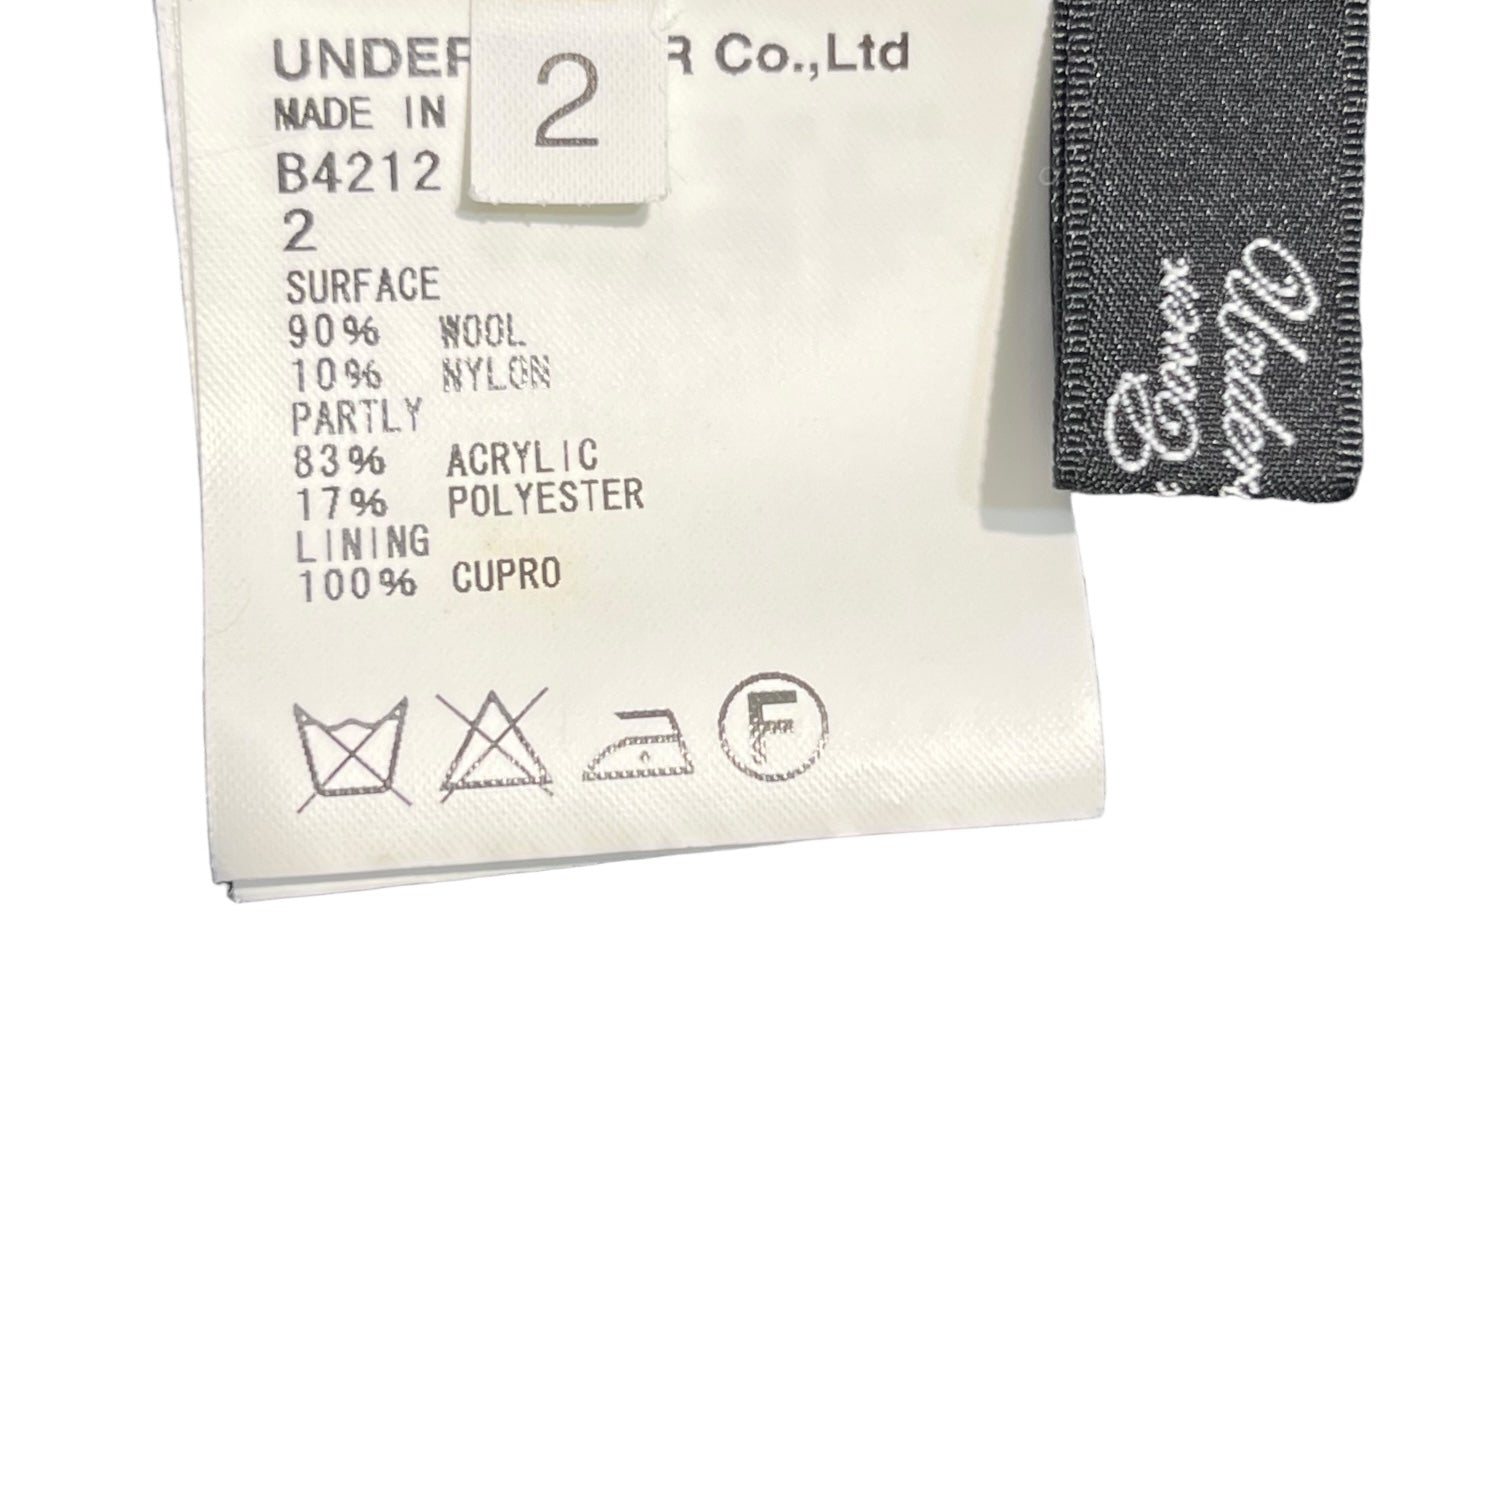 UNDER R Co.,Ltd
MADE IN
2
B4212
2
SURFACE
90% WOOL
10% NYLON
PARTLY
83% ACRYLIC
17% POLYESTER
LINING
100% CUPRO
F